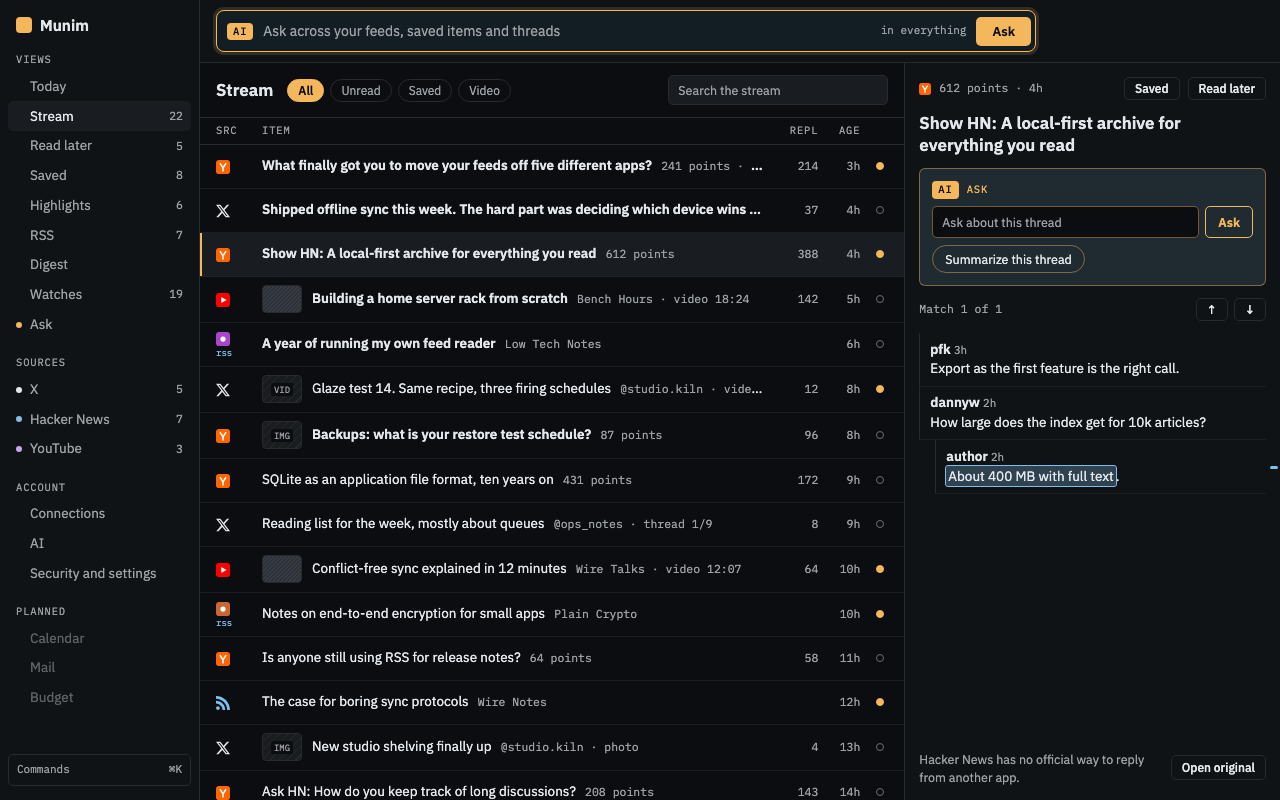 Munim
VIEWS
Today
Stream 22
Read later 5
Saved 8
Highlights 6
RSS 7
Digest
Watches 19
Ask
SOURCES
X 5
Hacker News 7
YouTube 3
ACCOUNT
Connections
AI
Security and settings
PLANNED
Calendar
Mail
Budget
Commands ⌘K
AI Ask across your feeds, saved items and threads in everything Ask
Stream All Unread Saved Video Search the stream
SRC ITEM REPL AGE
Y What finally got you to move your feeds off five different apps? 241 points · ... 214 3h
X Shipped offline sync this week. The hard part was deciding which device wins ... 37 4h
Y Show HN: A local-first archive for everything you read 612 points 388 4h
Building a home server rack from scratch Bench Hours · video 18:24 142 5h
rss A year of running my own feed reader Low Tech Notes 6h
X VID Glaze test 14. Same recipe, three firing schedules @studio.kiln · vide... 12 8h
Y IMG Backups: what is your restore test schedule? 87 points 96 8h
Y SQLite as an application file format, ten years on 431 points 172 9h
X Reading list for the week, mostly about queues @ops_notes · thread 1/9 8 9h
Conflict-free sync explained in 12 minutes Wire Talks · video 12:07 64 10h
rss Notes on end-to-end encryption for small apps Plain Crypto 10h
Y Is anyone still using RSS for release notes? 64 points 58 11h
The case for boring sync protocols Wire Notes 12h
X IMG New studio shelving finally up @studio.kiln · photo 4 13h
Y Ask HN: How do you keep track of long discussions? 208 points 143 14h
Y 612 points · 4h Saved Read later
Show HN: A local-first archive for
everything you read
AI ASK
Ask about this thread Ask
Summarize this thread
Match 1 of 1 ↑ ↓
pfk 3h
Export as the first feature is the right call.
dannyw 2h
How large does the index get for 10k articles?
author 2h
About 400 MB with full text.
Hacker News has no official way to reply
from another app.
Open original